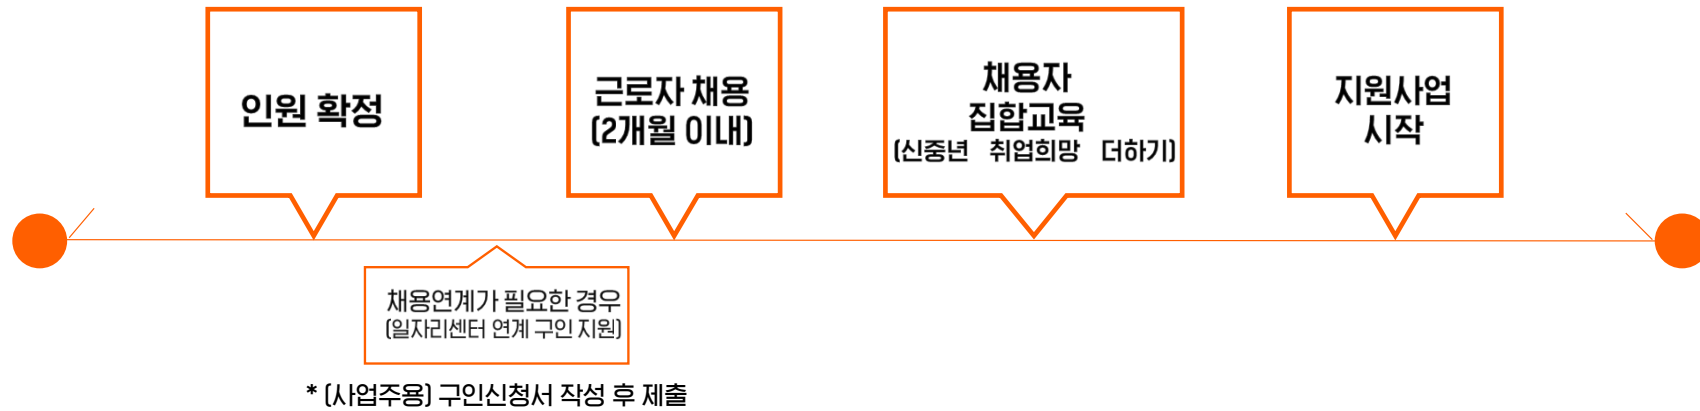 인원 확정
근로자 채용
(2개월 이내)
채용자
집합교육
(신중년 취업희망 더하기)
지원사업
시작
채용연계가 필요한 경우
(일자리센터 연계 구인 지원)
* (사업주용) 구인신청서 작성 후 제출